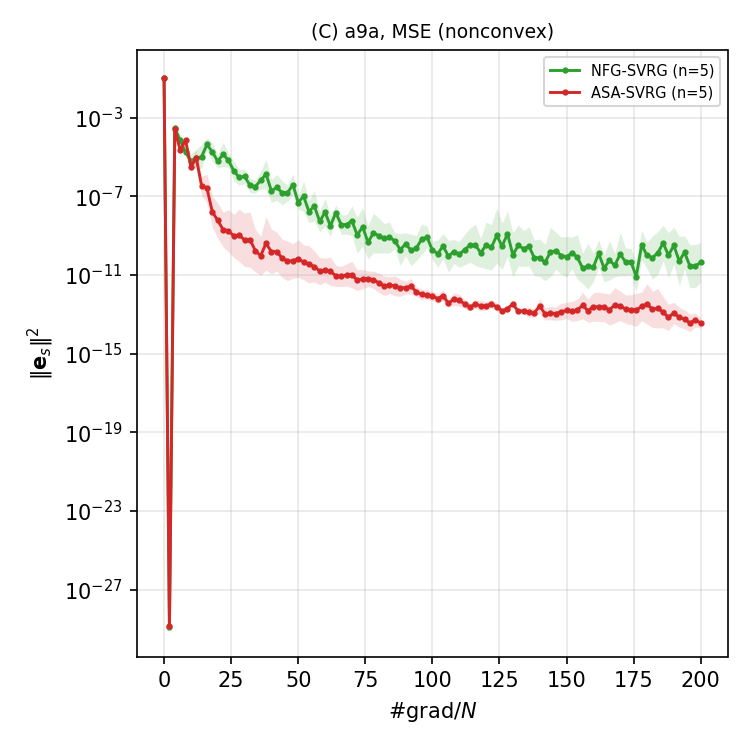 (C) a9a, MSE (nonconvex)
NFG-SVRG (n=5)
ASA-SVRG (n=5)
10⁻³
10⁻⁷
10⁻¹¹
10⁻¹⁵
10⁻¹⁹
10⁻²³
10⁻²⁷
‖𝐞ₛ‖²
0 25 50 75 100 125 150 175 200
#grad/N